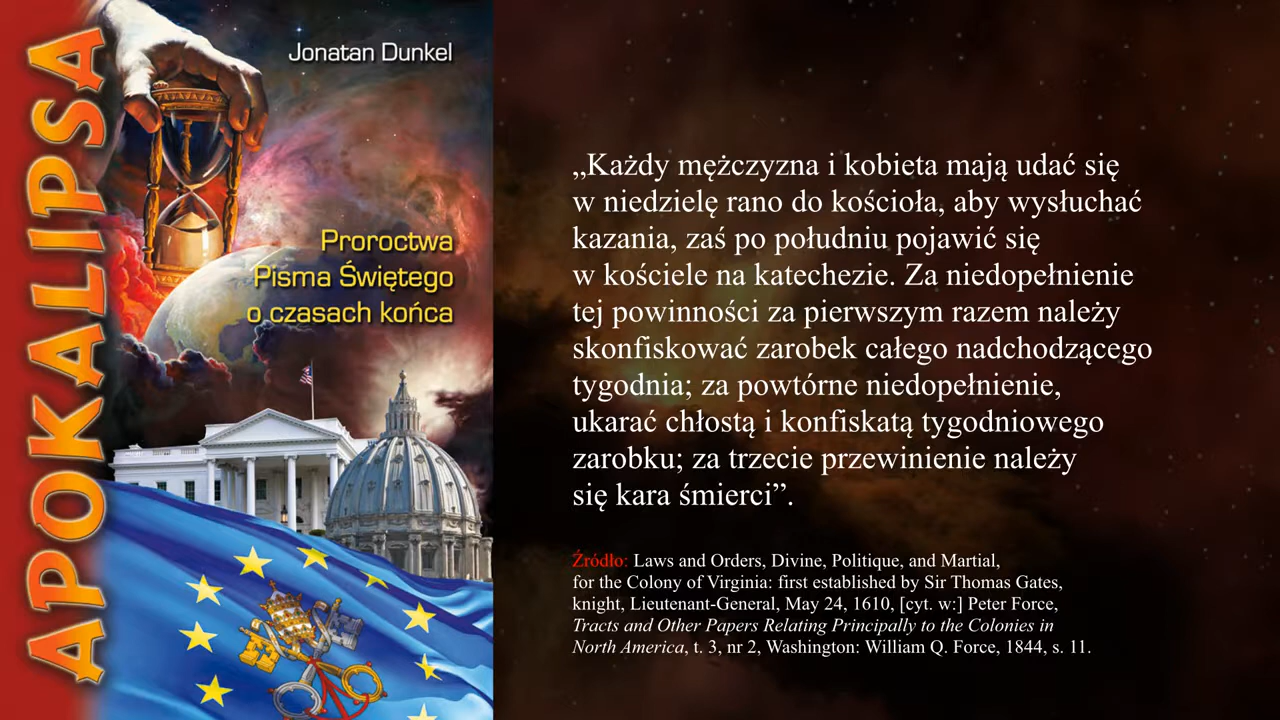 APOKALIPSA
Jonatan Dunkel
Proroctwa
Pisma Świętego
o czasach końca
„Każdy mężczyzna i kobieta mają udać się
w niedzielę rano do kościoła, aby wysłuchać
kazania, zaś po południu pojawić się
w kościele na katechezie. Za niedopełnienie
tej powinności za pierwszym razem należy
skonfiskować zarobek całego nadchodzącego
tygodnia; za powtórne niedopełnienie,
ukarać chłostą i konfiskatą tygodniowego
zarobku; za trzecie przewinienie należy
się kara śmierci”.
Źródło: Laws and Orders, Divine, Politique, and Martial,
for the Colony of Virginia: first established by Sir Thomas Gates,
knight, Lieutenant-General, May 24, 1610, [cyt. w:] Peter Force,
Tracts and Other Papers Relating Principally to the Colonies in
North America, t. 3, nr 2, Washington: William Q. Force, 1844, s. 11.